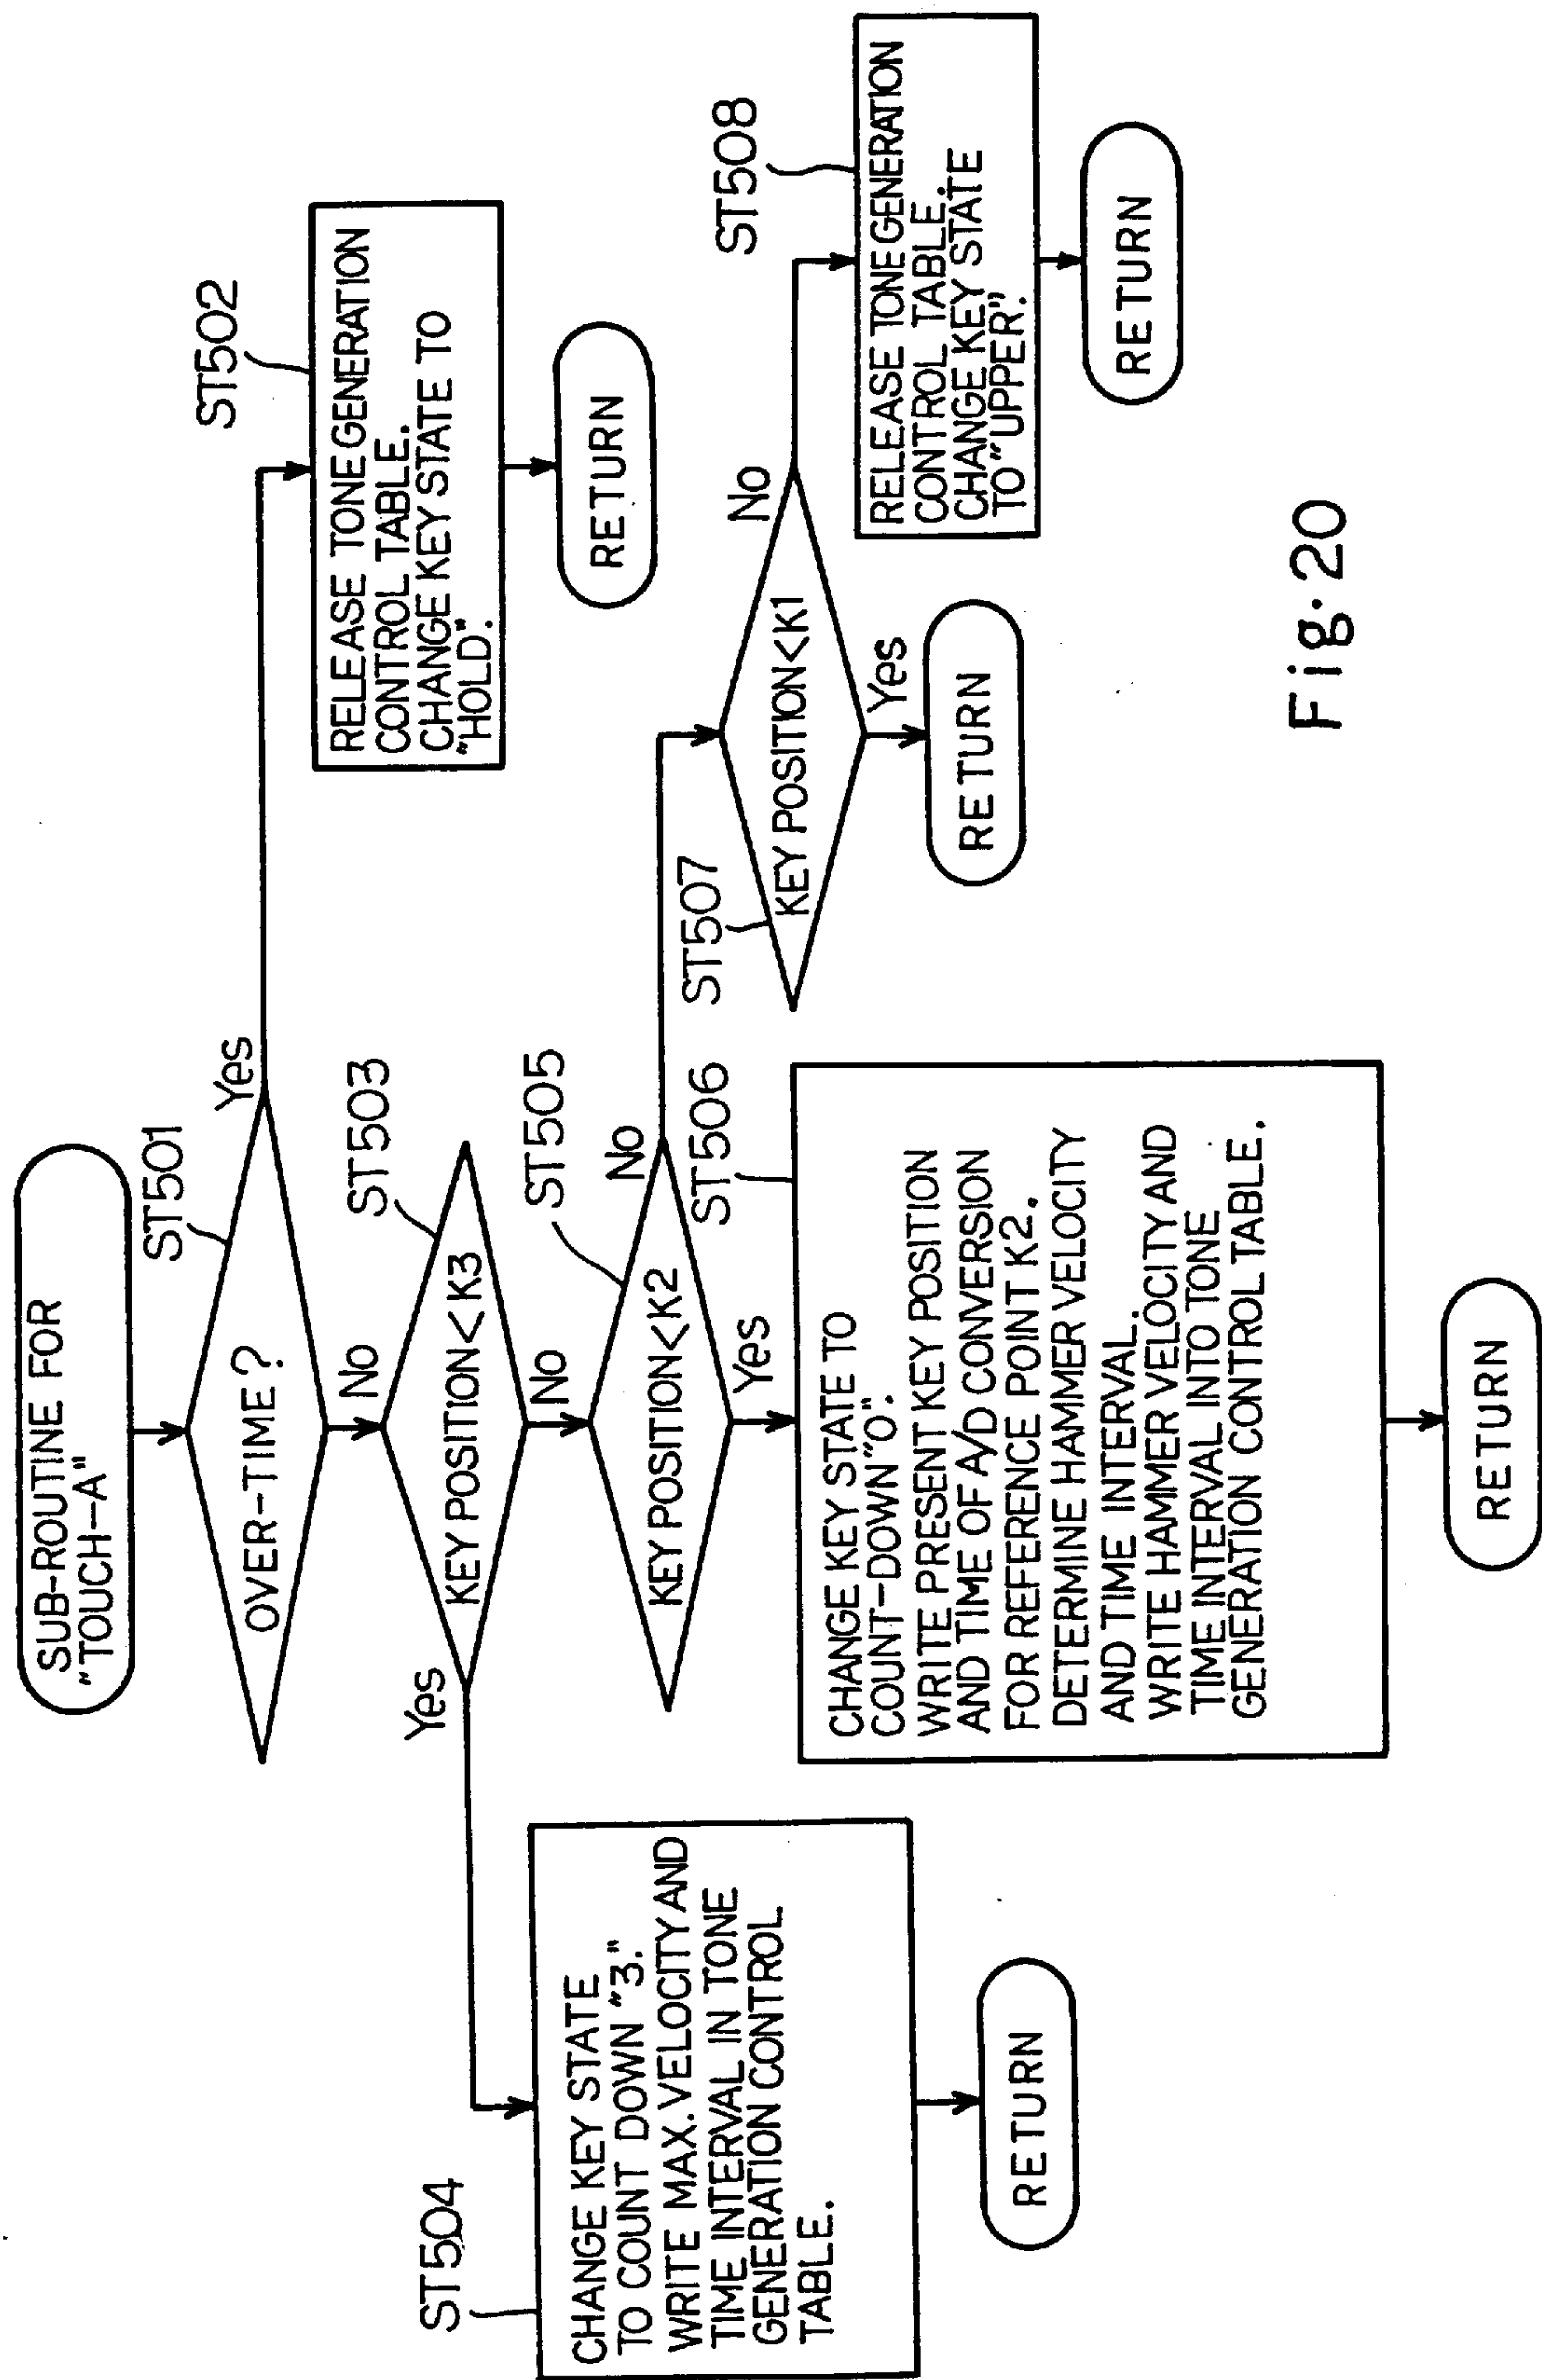 SUB-ROUTINE FOR
"TOUCH-A"
ST501
OVER-TIME?
Yes
No
ST502
RELEASE TONE GENERATION
CONTROL TABLE.
CHANGE KEY STATE TO
"HOLD".
RETURN
ST503
KEY POSITION<K3
Yes
No
ST504
CHANGE KEY STATE
TO COUNT DOWN "3."
WRITE MAX. VELOCITY AND
TIME INTERVAL IN TONE
GENERATION CONTROL
TABLE.
RETURN
ST505
KEY POSITION<K2
No
Yes
ST506
CHANGE KEY STATE TO
COUNT-DOWN "0".
WRITE PRESENT KEY POSITION
AND TIME OF A/D CONVERSION
FOR REFERENCE POINT K2.
DETERMINE HAMMER VELOCITY
AND TIME INTERVAL.
WRITE HAMMER VELOCITY AND
TIME INTERVAL INTO TONE
GENERATION CONTROL TABLE.
RETURN
ST507
KEY POSITION<K1
No
Yes
RETURN
ST508
RELEASE TONE GENERATION
CONTROL TABLE.
CHANGE KEY STATE
TO "UPPER".
RETURN
Fig. 20